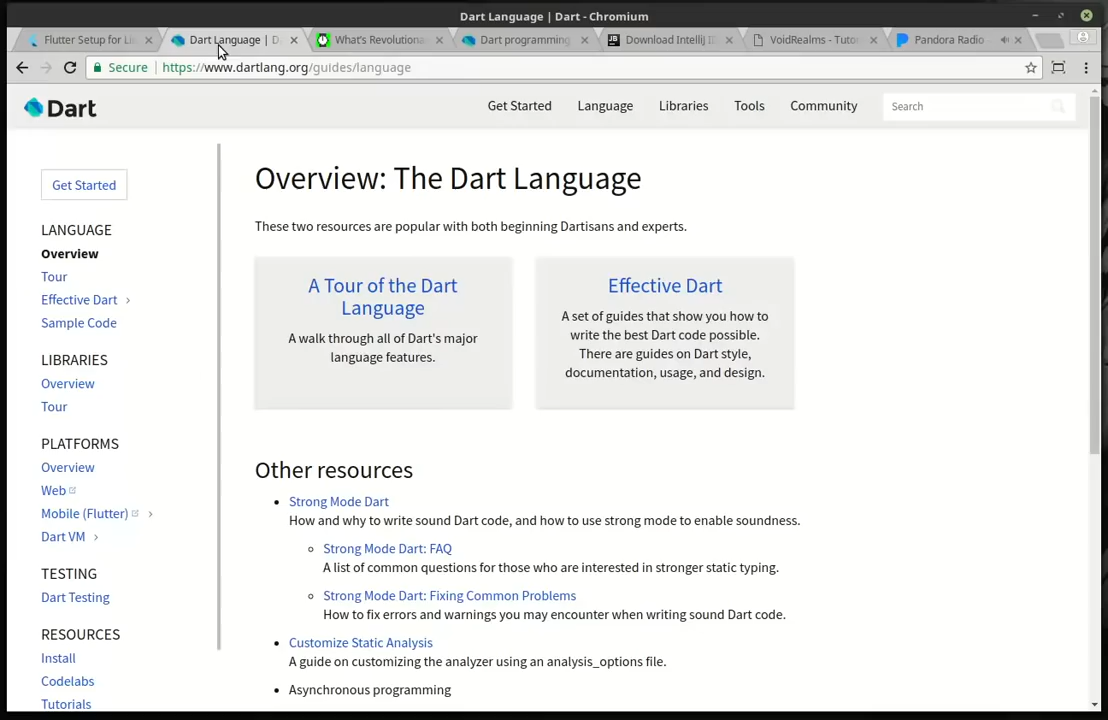 Dart Language | Dart - Chromium
Flutter Setup for Li
Dart Language | D
What's Revolutiona
Dart programming
Download Intellij I
VoidRealms - Tuto
Pandora Radio
Secure https://www.dartlang.org/guides/language
Dart
Get Started
Language
Libraries
Tools
Community
Search
Get Started
LANGUAGE
Overview
Tour
Effective Dart
Sample Code
LIBRARIES
Overview
Tour
PLATFORMS
Overview
Web
Mobile (Flutter)
Dart VM
TESTING
Dart Testing
RESOURCES
Install
Codelabs
Tutorials
Overview: The Dart Language
These two resources are popular with both beginning Dartisans and experts.
A Tour of the Dart
Language
A walk through all of Dart's major
language features.
Effective Dart
A set of guides that show you how to
write the best Dart code possible.
There are guides on Dart style,
documentation, usage, and design.
Other resources
Strong Mode Dart
How and why to write sound Dart code, and how to use strong mode to enable soundness.
Strong Mode Dart: FAQ
A list of common questions for those who are interested in stronger static typing.
Strong Mode Dart: Fixing Common Problems
How to fix errors and warnings you may encounter when writing sound Dart code.
Customize Static Analysis
A guide on customizing the analyzer using an analysis_options file.
Asynchronous programming